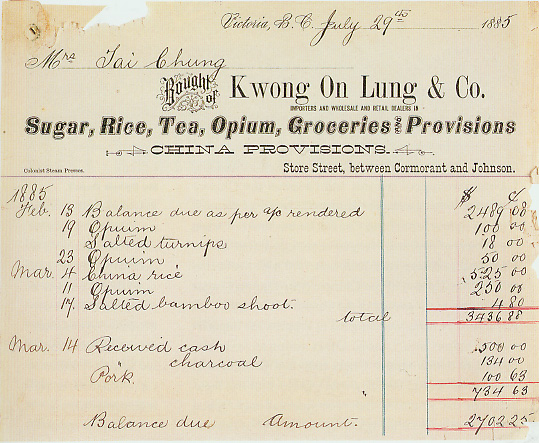 Victoria, B.C. July 29th 1885
Mrs Tai Chung
Bought of Kwong On Lung & Co.
IMPORTERS AND WHOLESALE AND RETAIL DEALERS IN
Sugar, Rice, Tea, Opium, Groceries AND Provisions
CHINA PROVISIONS.
Colonist Steam Presses. Store Street, between Cormorant and Johnson.
1885 $ ¢
Feb. 13 Balance due as per a/c rendered 2489 08
19 Opium 100 00
Salted turnips 18 00
23 Opium 50 00
Mar. 4 China rice 525 00
11 Opium 250 00
17. Salted bamboo shoot. 4 80
total 3436 88
Mar. 14 Received cash 500 00
" charcoal 134 00
Pork. 100 63
734 63
Balance due Amount. 2702 25